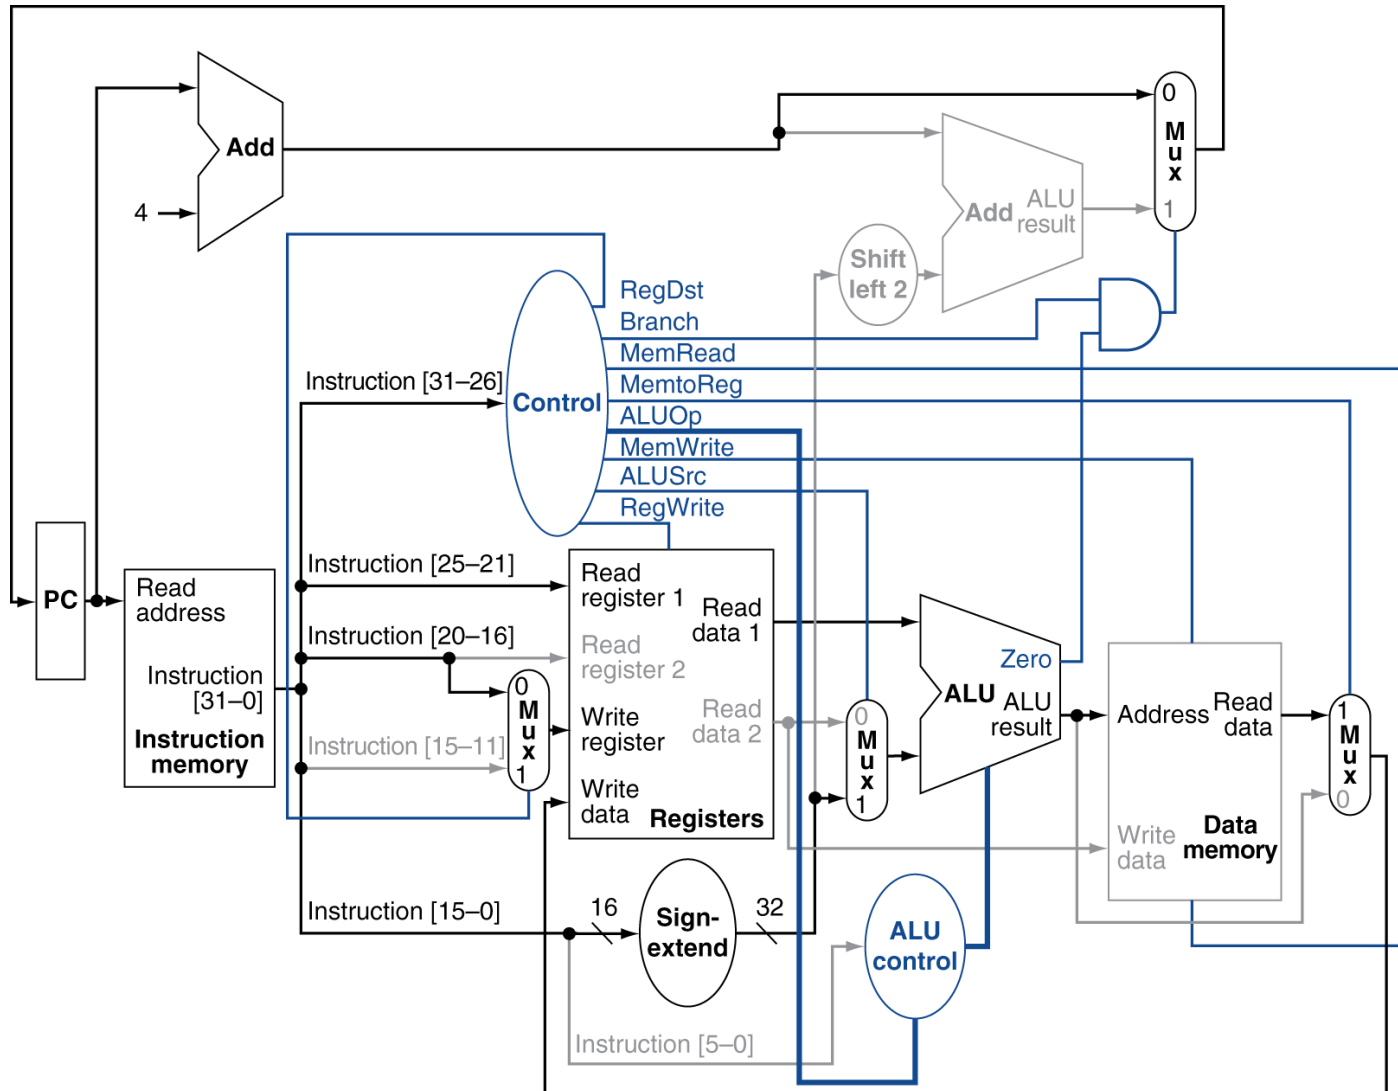 0
M
u
x
1
Add
4
Add
ALU
result
Shift
left 2
RegDst
Branch
MemRead
MemtoReg
ALUOp
MemWrite
ALUSrc
RegWrite
Control
Instruction [31–26]
Instruction [25–21]
Instruction [20–16]
Instruction [15–11]
Instruction [15–0]
Instruction [5–0]
PC
Read
address
Instruction
[31–0]
Instruction
memory
0
M
u
x
1
Read
register 1
Read
register 2
Write
register
Write
data
Read
data 1
Read
data 2
Registers
0
M
u
x
1
Zero
ALU
ALU
result
Address
Read
data
Write
data
Data
memory
1
M
u
x
0
16
Sign-
extend
32
ALU
control